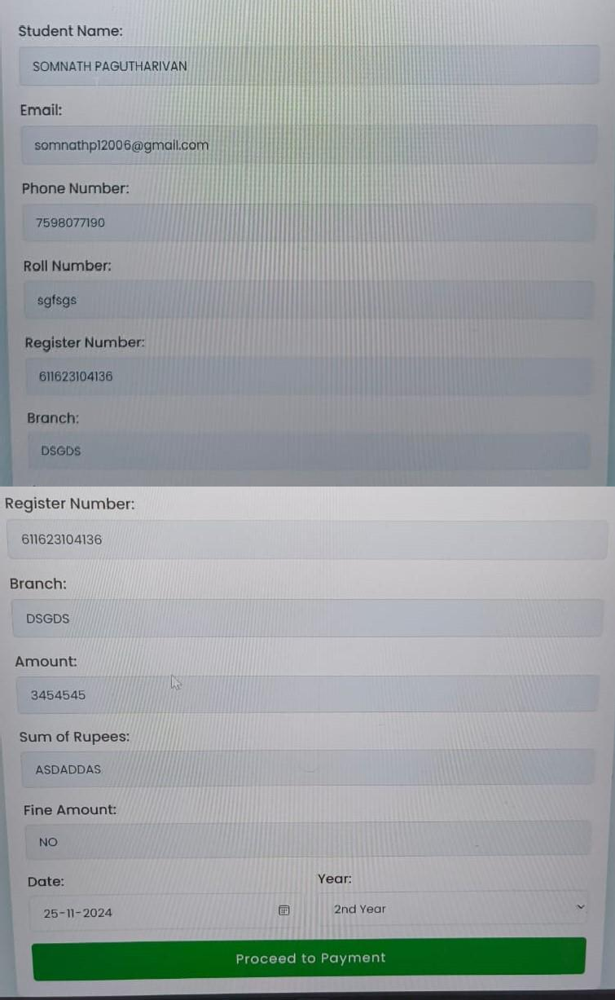 Student Name:
SOMNATH PAGUTHARIVAN
Email:
somnathp12006@gmail.com
Phone Number:
7598077190
Roll Number:
sgfsgs
Register Number:
611623104136
Branch:
DSGDS
Register Number:
611623104136
Branch:
DSGDS
Amount:
3454545
Sum of Rupees:
ASDADDAS
Fine Amount:
NO
Date: Year:
25-11-2024 2nd Year
Proceed to Payment